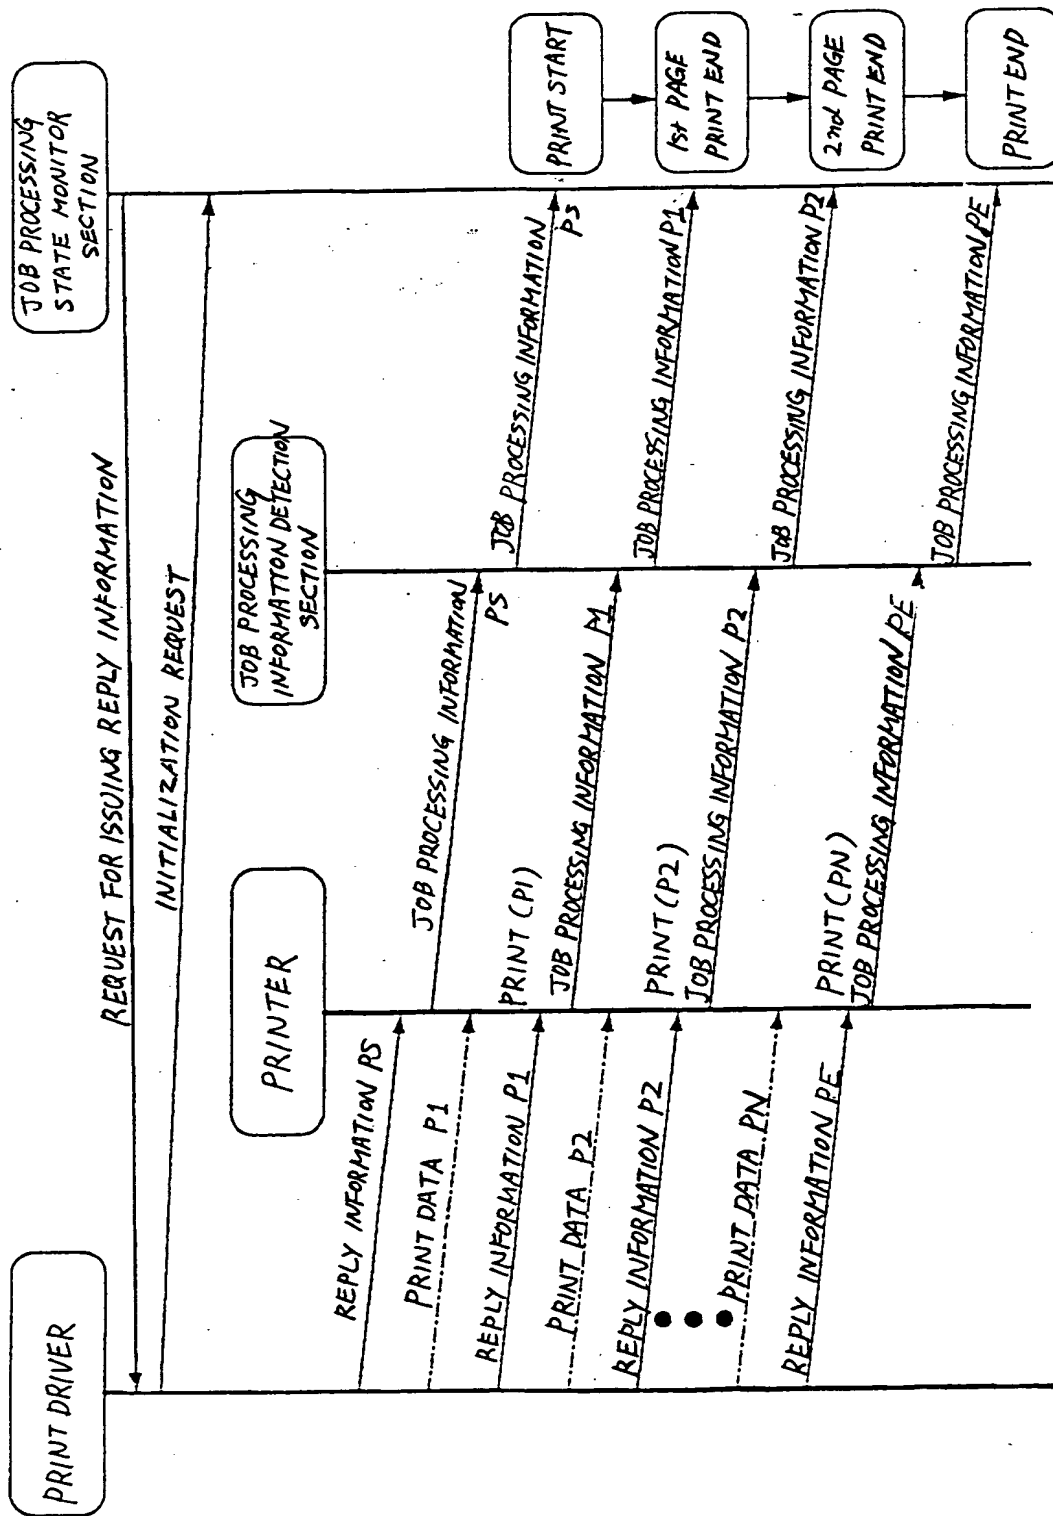 PRINT DRIVER
PRINTER
JOB PROCESSING
INFORMATTON DETECTION
SECTION
JOB PROCESSING
STATE MONITOR
SECTION
REQUEST FOR ISSUING REPLY INFORMATION
INITIALIZATION REQUEST
REPLY INFORMATION PS
JOB PROCESSING INFORMATION
PS
JOB PROCESSING INFORMATION
PS
PRINT START
PRINT DATA P1
REPLY INFORMATION P1
PRINT (P1)
JOB PROCESSING INFORMATION P1
JOB PROCESSING INFORMATION P1
1st PAGE
PRINT END
PRINT DATA P2
REPLY INFORMATION P2
PRINT (P2)
JOB PROCESSING INFORMATION P2
JOB PROCESSING INFORMATION P2
2nd PAGE
PRINT END
PRINT DATA PN
REPLY INFORMATION PE
PRINT (PN)
JOB PROCESSING INFORMATION PE
JOB PROCESSING INFORMATION PE
PRINT END